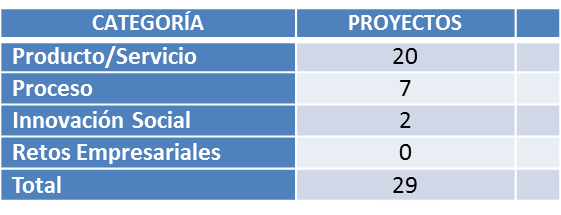 CATEGORÍA PROYECTOS
Producto/Servicio 20
Proceso 7
Innovación Social 2
Retos Empresariales 0
Total 29